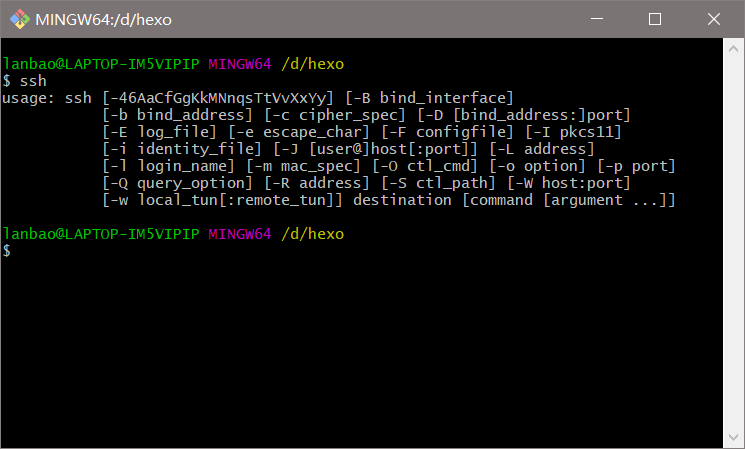 MINGW64:/d/hexo
lanbao@LAPTOP-IM5VIPIP MINGW64 /d/hexo
$ ssh
usage: ssh [-46AaCfGgKkMNnqsTtVvXxYy] [-B bind_interface]
           [-b bind_address] [-c cipher_spec] [-D [bind_address:]port]
           [-E log_file] [-e escape_char] [-F configfile] [-I pkcs11]
           [-i identity_file] [-J [user@]host[:port]] [-L address]
           [-l login_name] [-m mac_spec] [-O ctl_cmd] [-o option] [-p port]
           [-Q query_option] [-R address] [-S ctl_path] [-W host:port]
           [-w local_tun[:remote_tun]] destination [command [argument ...]]
lanbao@LAPTOP-IM5VIPIP MINGW64 /d/hexo
$